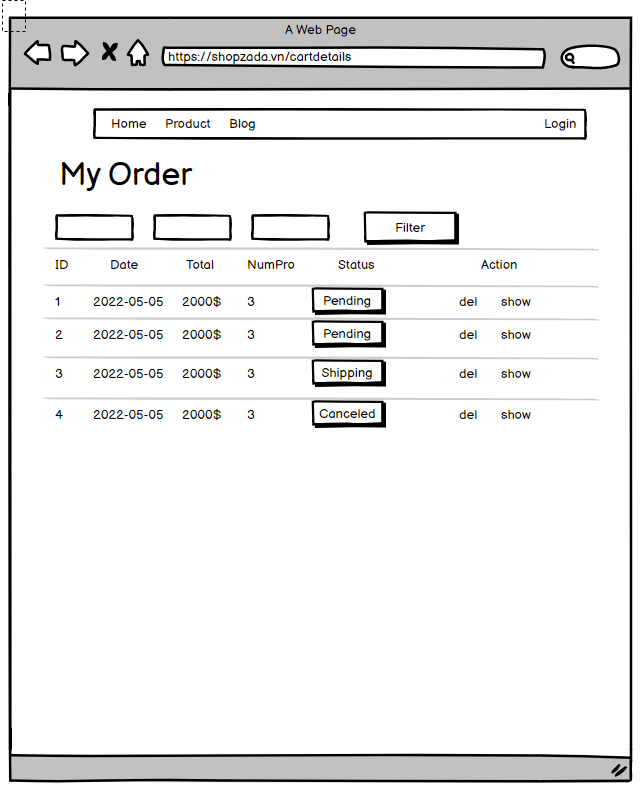 A Web Page
https://shopzada.vn/cartdetails
Home Product Blog Login
My Order
Filter
ID Date Total NumPro Status Action
1 2022-05-05 2000$ 3 Pending del show
2 2022-05-05 2000$ 3 Pending del show
3 2022-05-05 2000$ 3 Shipping del show
4 2022-05-05 2000$ 3 Canceled del show